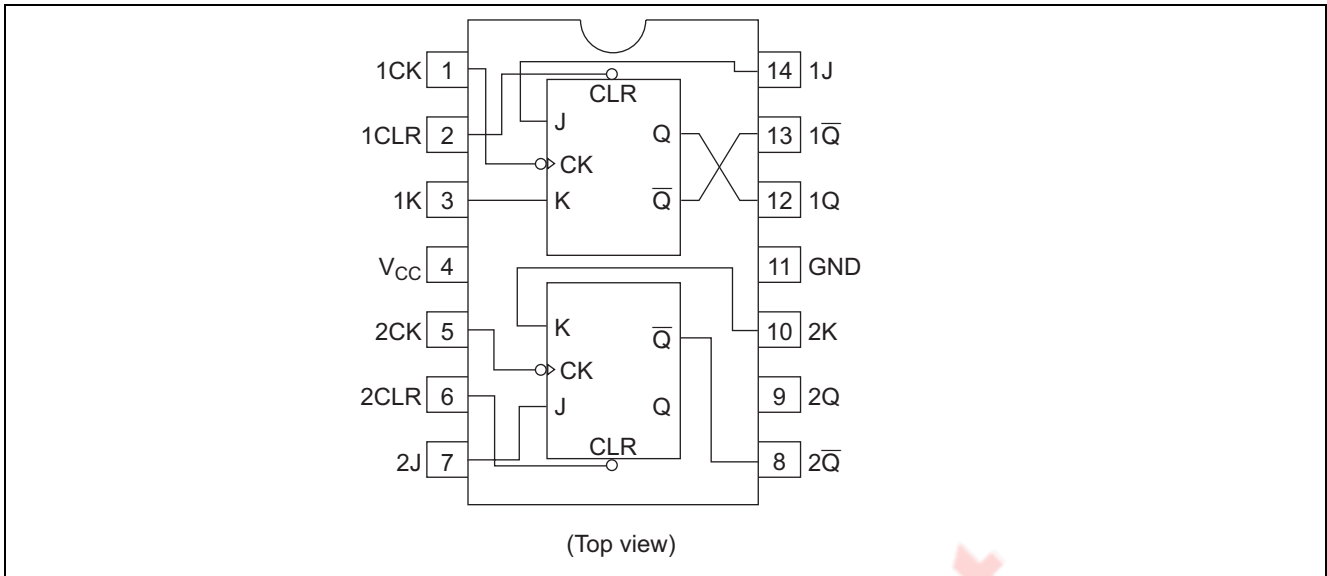 1CK 1 14 1J
CLR
1CLR 2 J Q 13 1Q̅
CK
1K 3 K Q̅ 12 1Q
V_CC 4 11 GND
2CK 5 K Q̅ 10 2K
CK
2CLR 6 J Q 9 2Q
CLR
2J 7 8 2Q̅
(Top view)